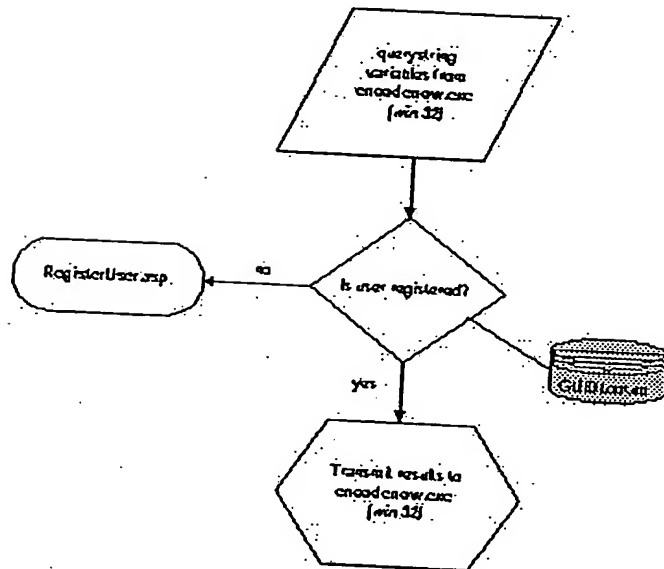 querystring
variables from
encodenow.exe
(win 32)
Is user registered?
no
RegisterUser.asp
yes
Transmit results to
encodenow.exe
(win 32)